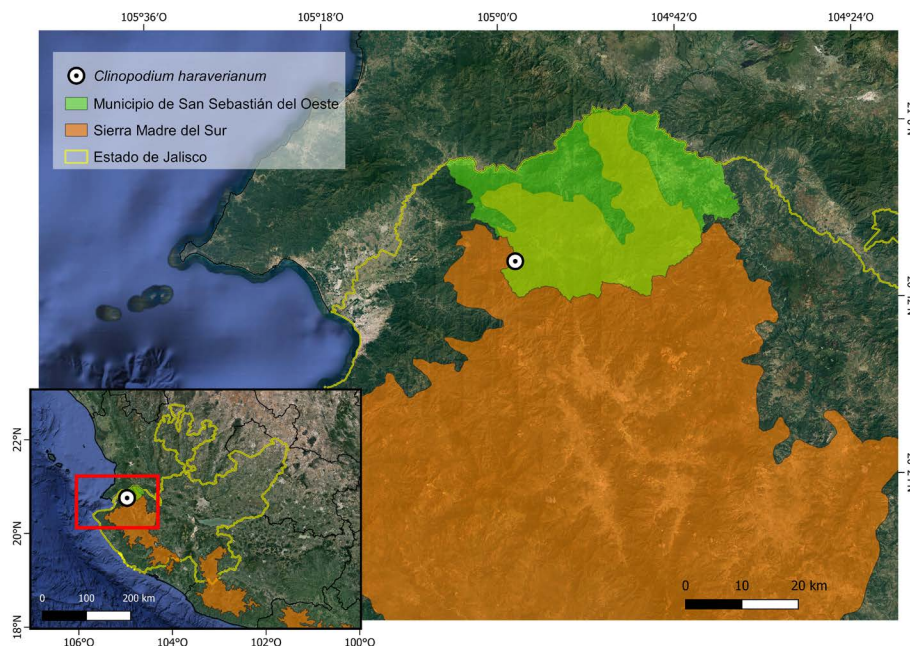 105°36'O 105°18'O 105°0'O 104°42'O 104°24'O
Clinopodium haraverianum
Municipio de San Sebastián del Oeste
Sierra Madre del Sur
Estado de Jalisco
22°N
20°N
18°N
0 100 200 km
106°O 104°O 102°O 100°O
0 10 20 km